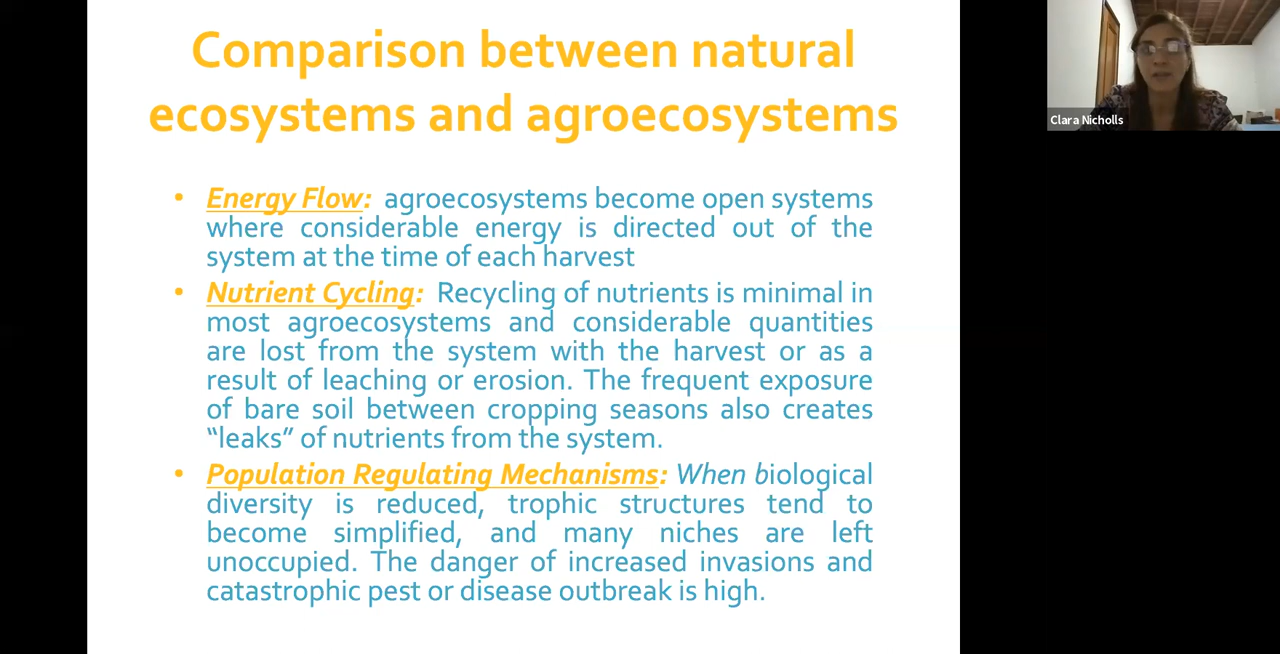 Comparison between natural
ecosystems and agroecosystems
• Energy Flow: agroecosystems become open systems
where considerable energy is directed out of the
system at the time of each harvest
• Nutrient Cycling: Recycling of nutrients is minimal in
most agroecosystems and considerable quantities
are lost from the system with the harvest or as a
result of leaching or erosion. The frequent exposure
of bare soil between cropping seasons also creates
“leaks” of nutrients from the system.
• Population Regulating Mechanisms: When biological
diversity is reduced, trophic structures tend to
become simplified, and many niches are left
unoccupied. The danger of increased invasions and
catastrophic pest or disease outbreak is high.
Clara Nicholls